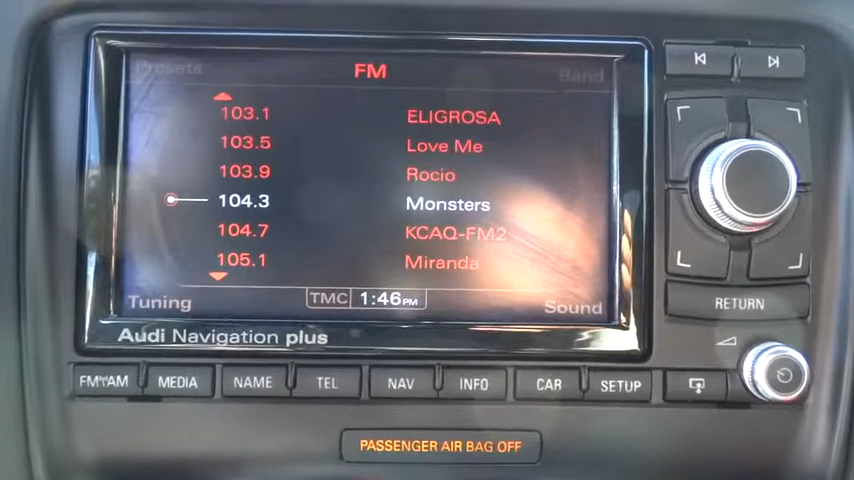 Presets FM Band
103.1 ELIGROSA
103.5 Love Me
103.9 Rocio
104.3 Monsters
104.7 KCAQ-FM2
105.1 Miranda
Tuning TMC 1:46PM Sound
Audi Navigation plus
RETURN
FM/AM MEDIA NAME TEL NAV INFO CAR SETUP
PASSENGER AIR BAG OFF